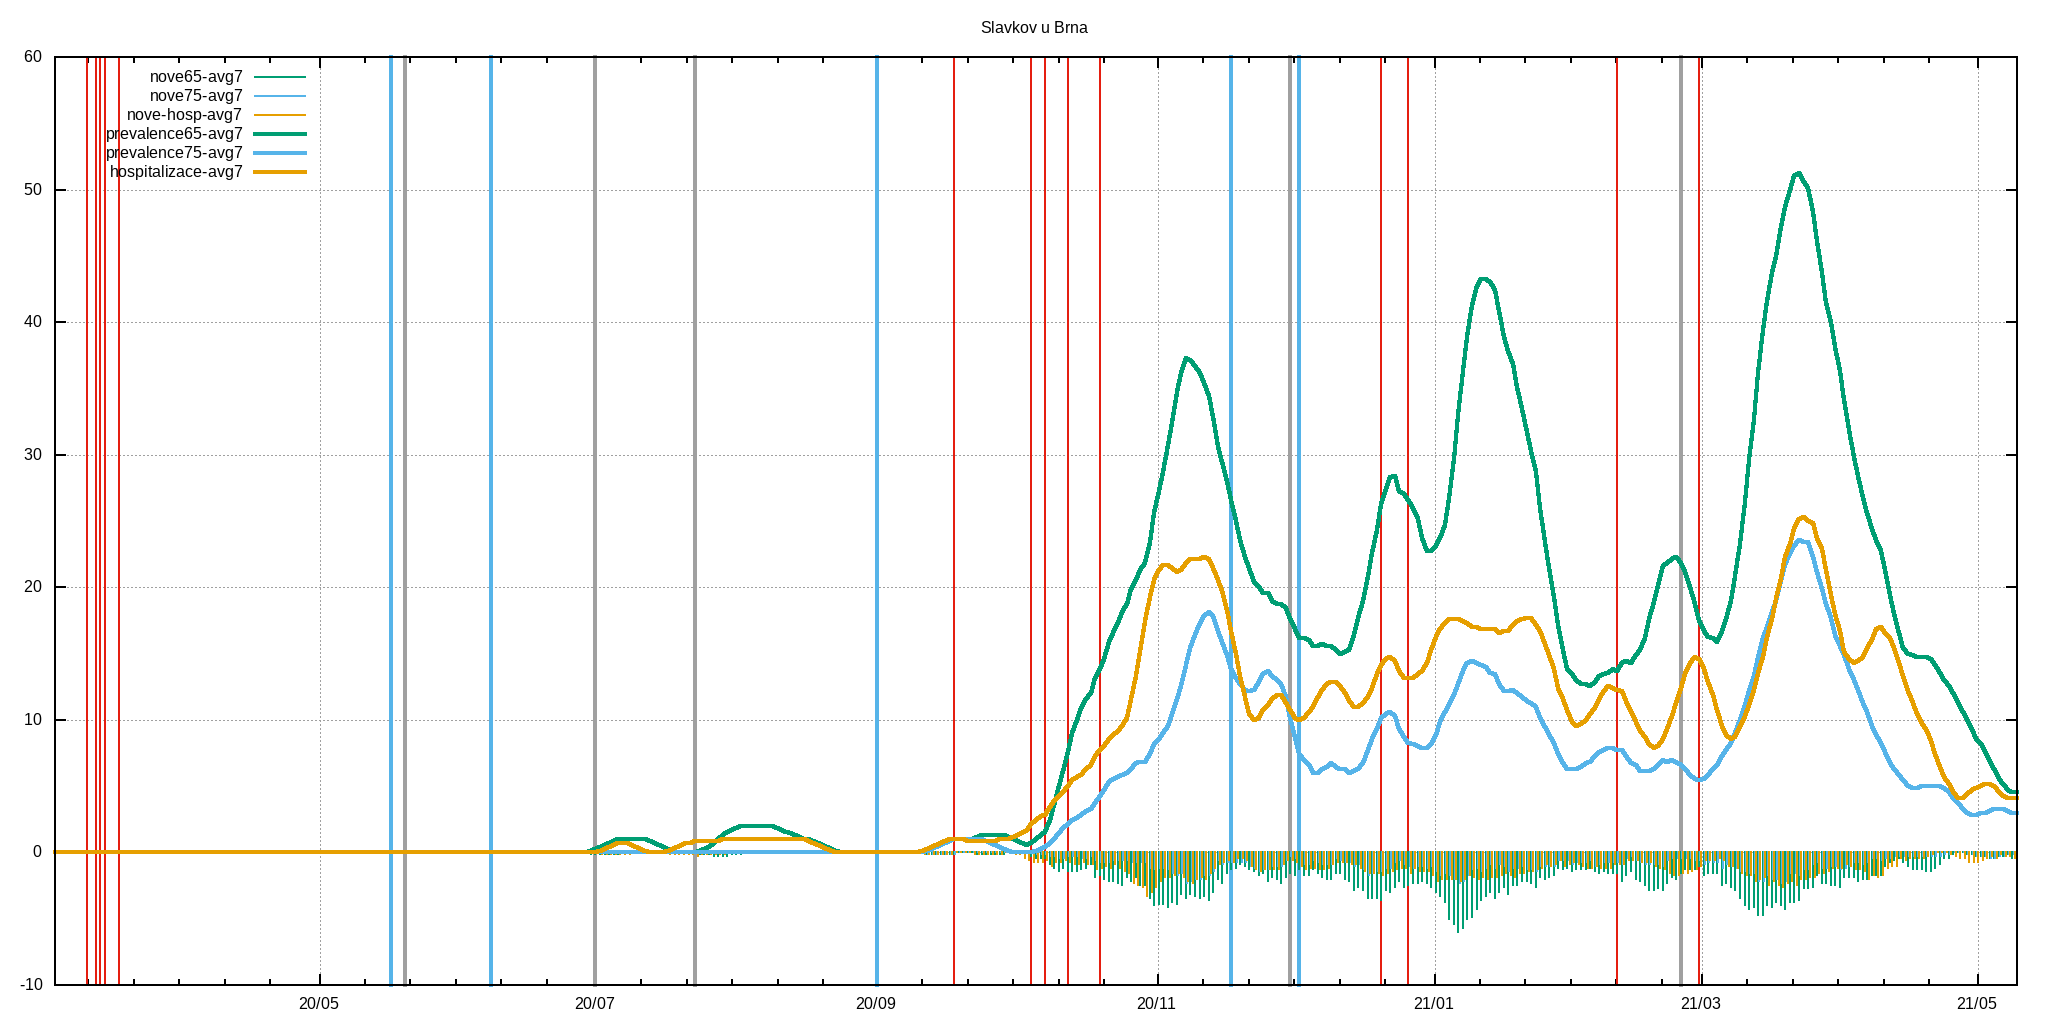 Slavkov u Brna
60
50
40
30
20
10
0
-10
nove65-avg7
nove75-avg7
nove-hosp-avg7
prevalence65-avg7
prevalence75-avg7
hospitalizace-avg7
20/05
20/07
20/09
20/11
21/01
21/03
21/05